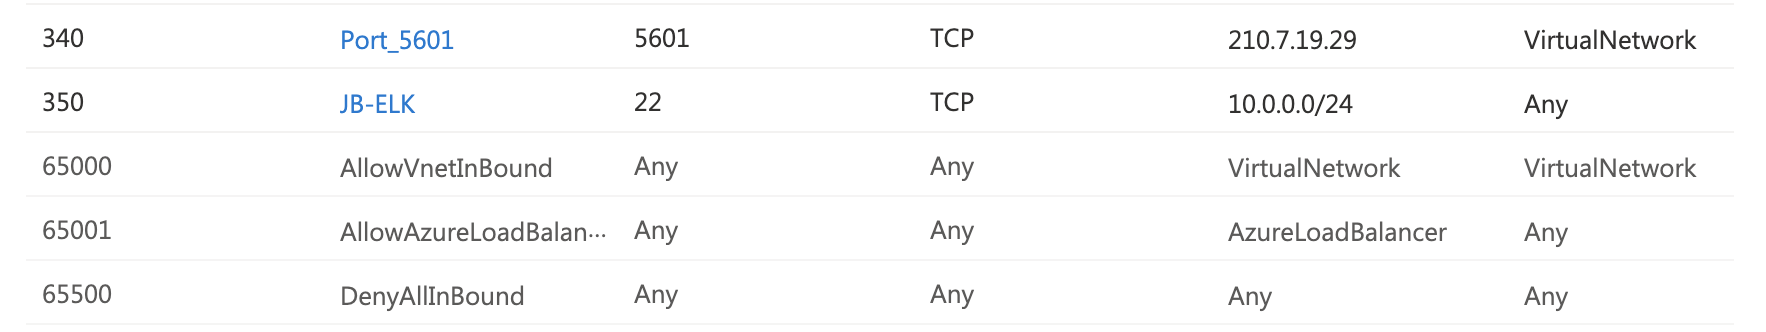 340 Port_5601 5601 TCP 210.7.19.29 VirtualNetwork
350 JB-ELK 22 TCP 10.0.0.0/24 Any
65000 AllowVnetInBound Any Any VirtualNetwork VirtualNetwork
65001 AllowAzureLoadBalan... Any Any AzureLoadBalancer Any
65500 DenyAllInBound Any Any Any Any